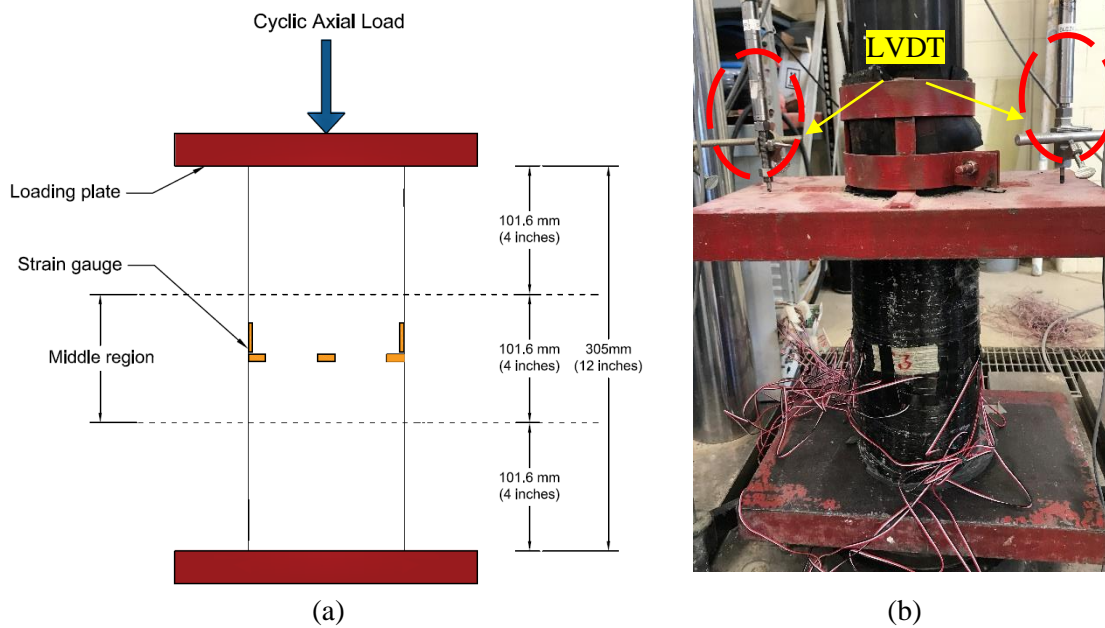 Cyclic Axial Load
Loading plate
Strain gauge
Middle region
101.6 mm
(4 inches)
101.6 mm
(4 inches)
101.6 mm
(4 inches)
305mm
(12 inches)
(a)
LVDT
3
(b)